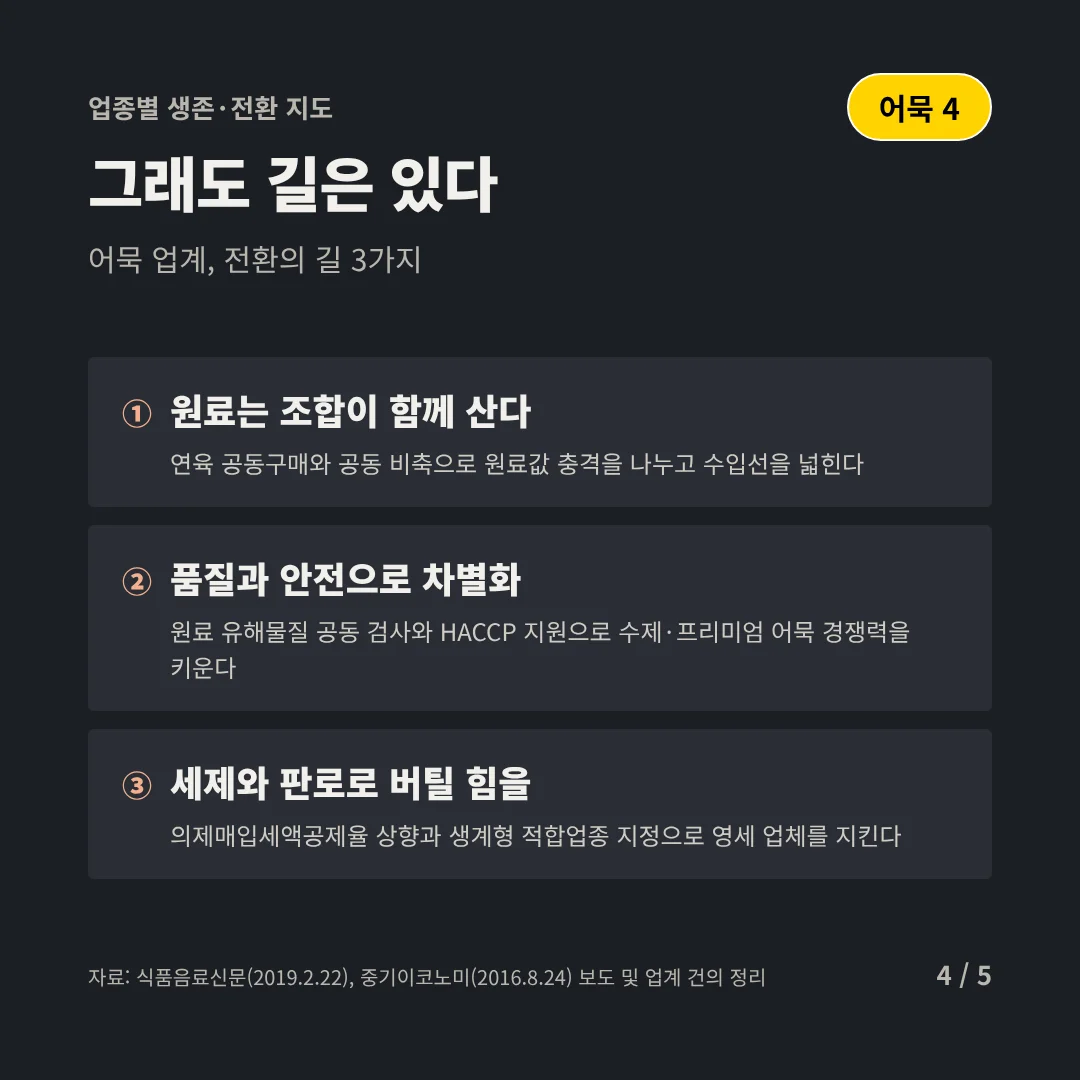 업종별 생존·전환 지도
어묵 4
그래도 길은 있다
어묵 업계, 전환의 길 3가지
① 원료는 조합이 함께 산다
연육 공동구매와 공동 비축으로 원료값 충격을 나누고 수입선을 넓힌다
② 품질과 안전으로 차별화
원료 유해물질 공동 검사와 HACCP 지원으로 수제·프리미엄 어묵 경쟁력을
키운다
③ 세제와 판로로 버틸 힘을
의제매입세액공제율 상향과 생계형 적합업종 지정으로 영세 업체를 지킨다
자료: 식품음료신문(2019.2.22), 중기이코노미(2016.8.24) 보도 및 업계 건의 정리
4 / 5